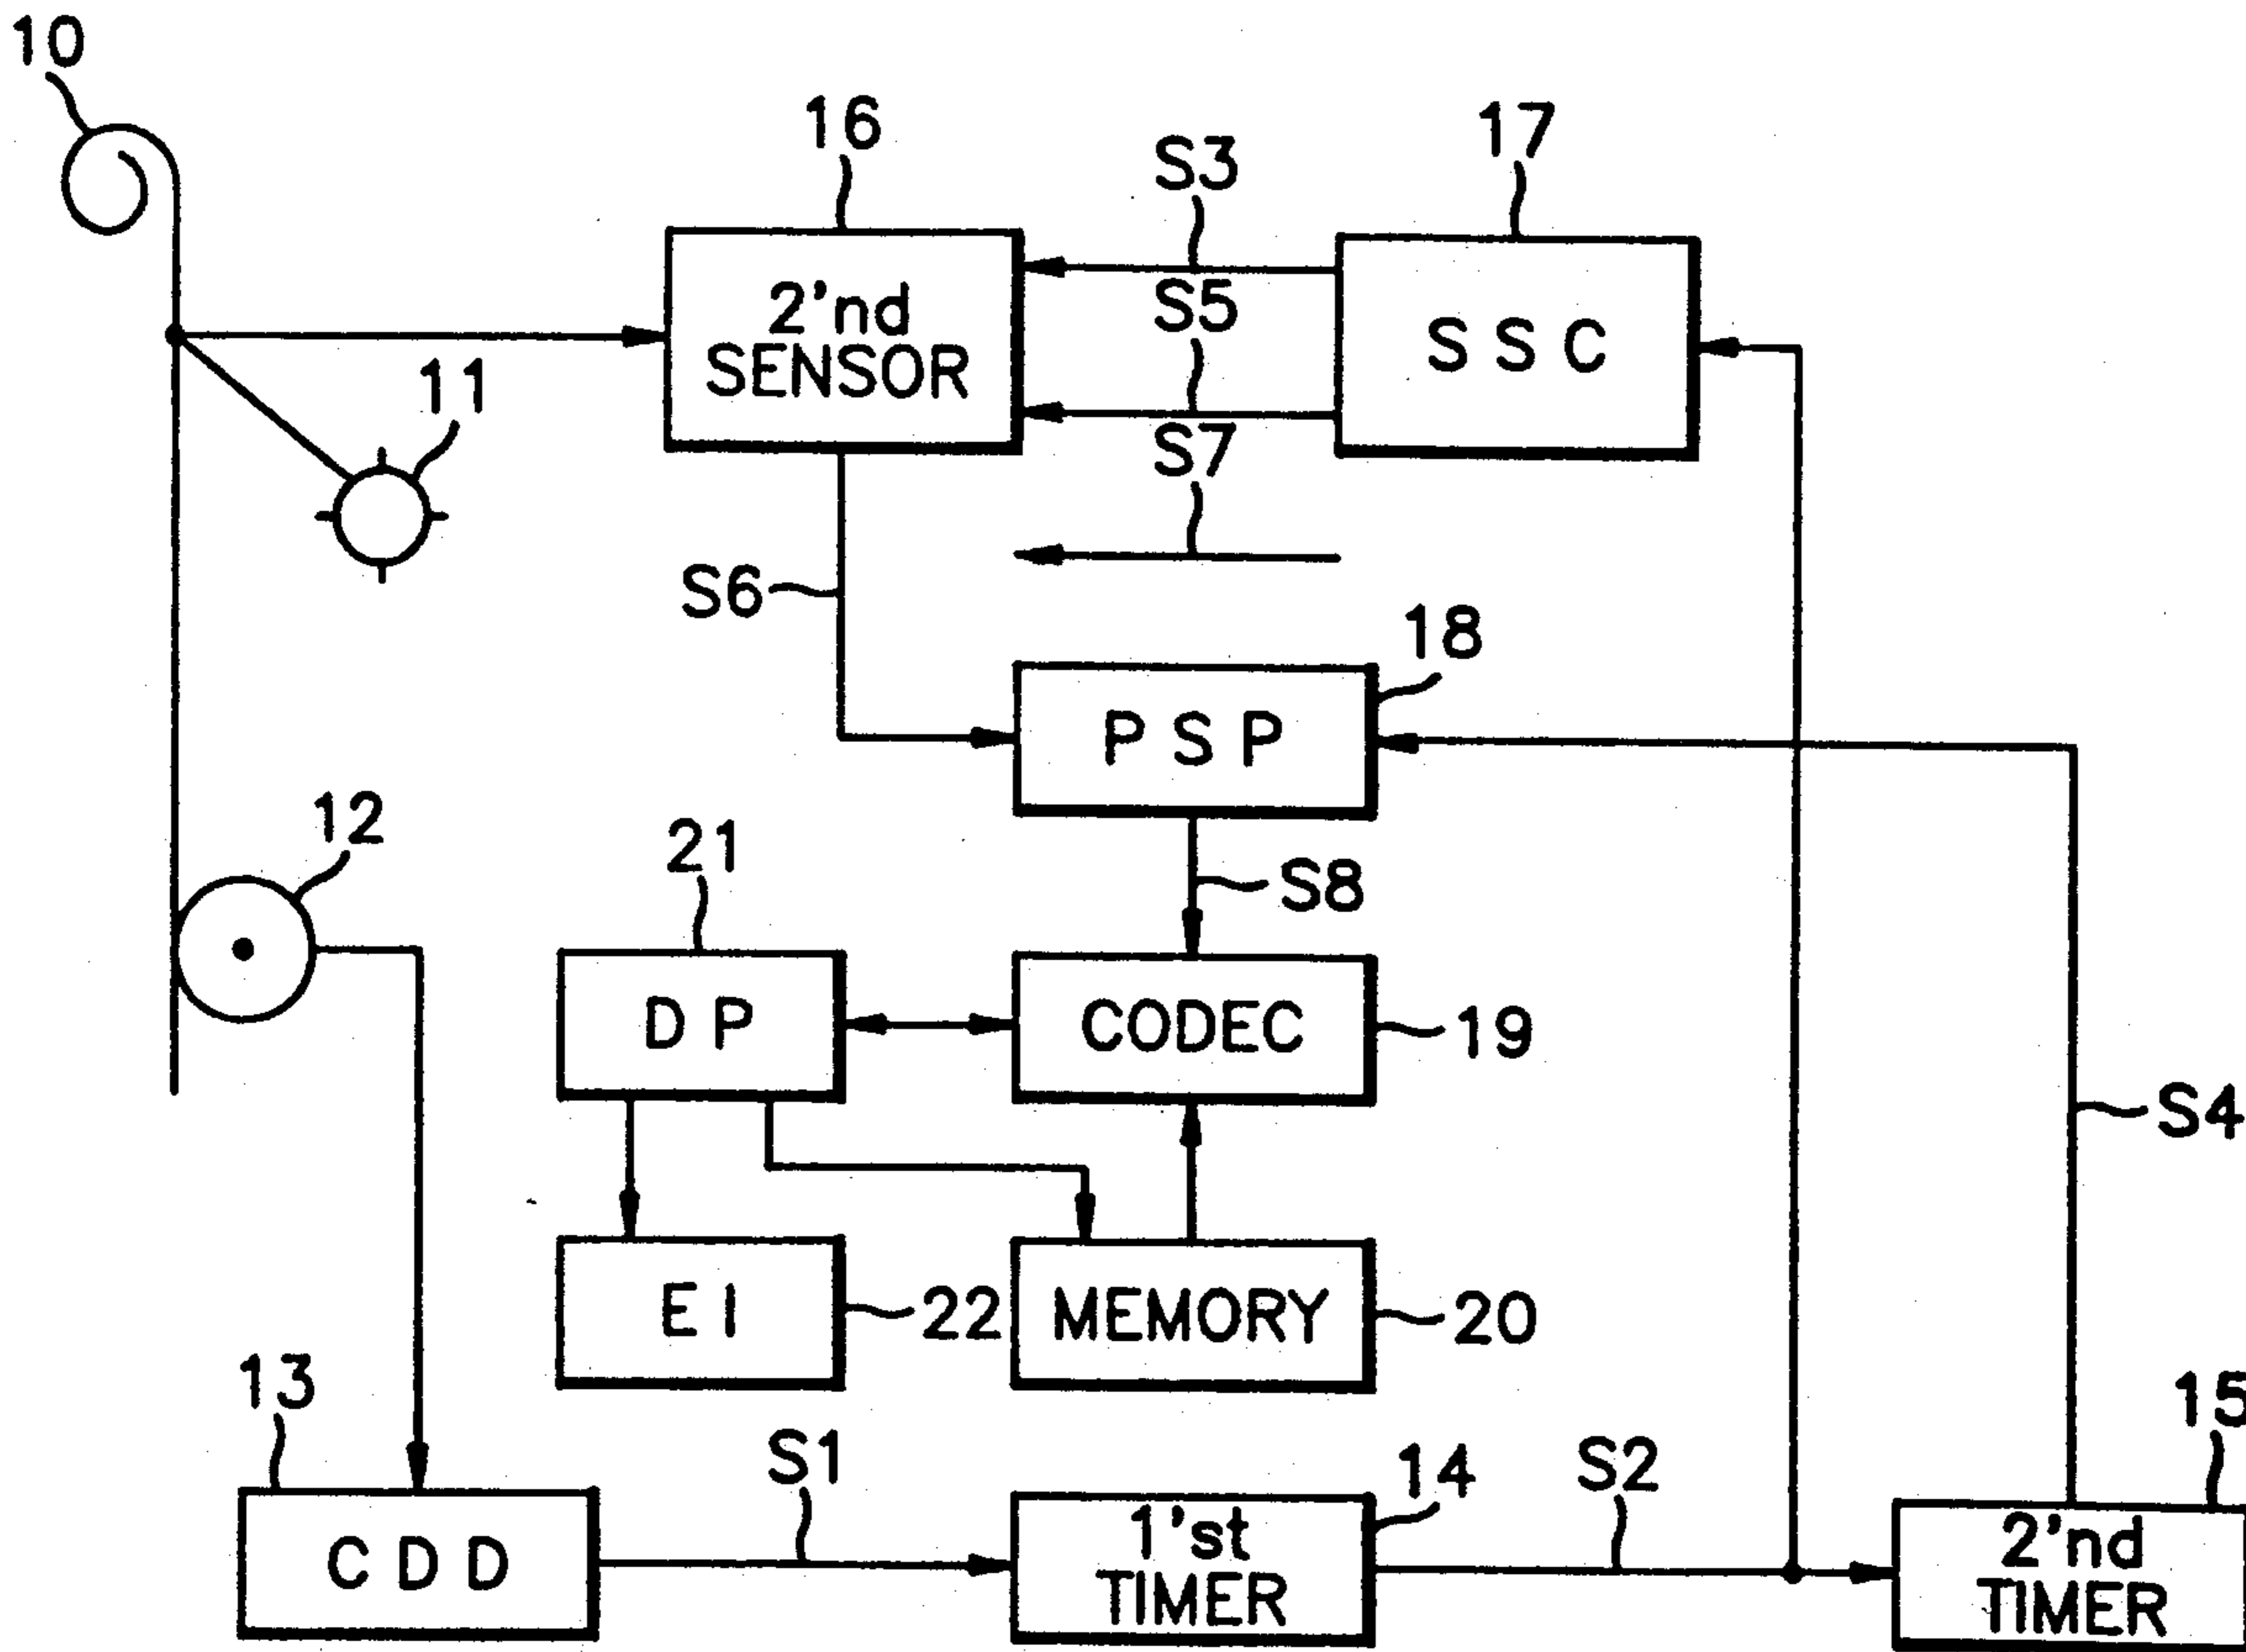 10
16
S3
17
2'nd
SENSOR
S5
S S C
11
S7
S6
18
P S P
12
21
S8
D P
CODEC
19
S4
E I
22
MEMORY
20
13
S1
14
S2
15
C D D
1'st
TIMER
2'nd
TIMER